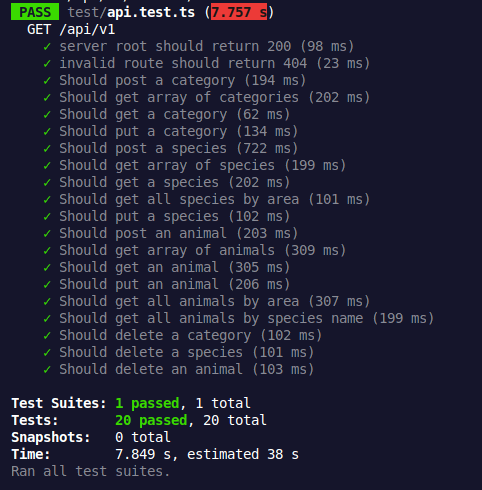 PASS test/api.test.ts (7.757 s)
GET /api/v1
✓ server root should return 200 (98 ms)
✓ invalid route should return 404 (23 ms)
✓ Should post a category (194 ms)
✓ Should get array of categories (202 ms)
✓ Should get a category (62 ms)
✓ Should put a category (134 ms)
✓ Should post a species (722 ms)
✓ Should get array of species (199 ms)
✓ Should get a species (202 ms)
✓ Should get all species by area (101 ms)
✓ Should put a species (102 ms)
✓ Should post an animal (203 ms)
✓ Should get array of animals (309 ms)
✓ Should get an animal (305 ms)
✓ Should put an animal (206 ms)
✓ Should get all animals by area (307 ms)
✓ Should get all animals by species name (199 ms)
✓ Should delete a category (102 ms)
✓ Should delete a species (101 ms)
✓ Should delete an animal (103 ms)
Test Suites: 1 passed, 1 total
Tests: 20 passed, 20 total
Snapshots: 0 total
Time: 7.849 s, estimated 38 s
Ran all test suites.